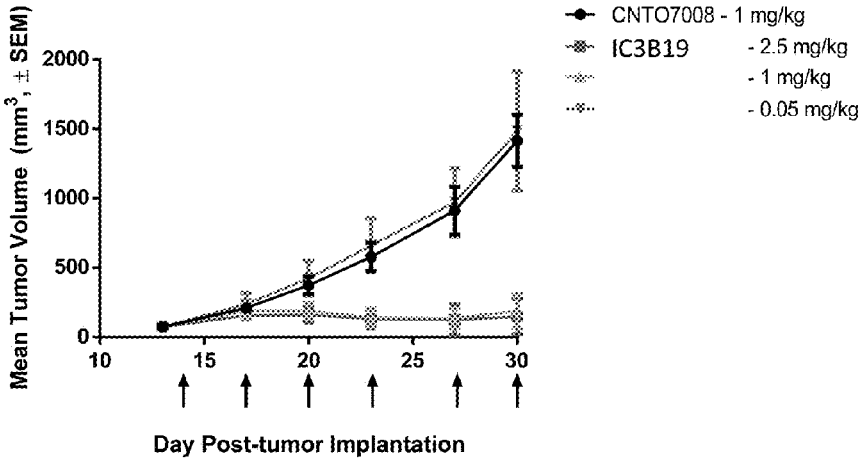 CNTO7008 - 1 mg/kg
IC3B19 - 2.5 mg/kg
- 1 mg/kg
- 0.05 mg/kg
Mean Tumor Volume (mm³, ± SEM)
2000
1500
1000
500
0
10 15 20 25 30
Day Post-tumor Implantation